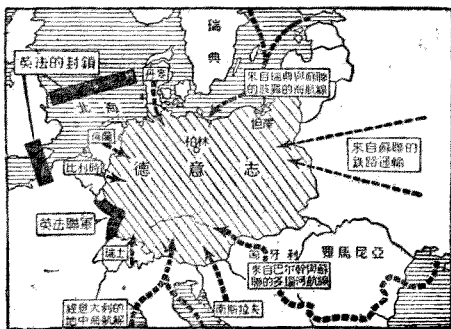 瑞典
英法的封鎖
丹麥
北海
來自瑞典與蘇聯
的波羅的海航線
但澤
柏林
荷蘭
德意志
來自蘇聯的
鐵路運輸
比利時
英法聯軍
瑞士
匈牙利
羅馬尼亞
來自巴尔幹與蘇
聯的多瑙河航線
經意大利的
地中海航線
南斯拉夫